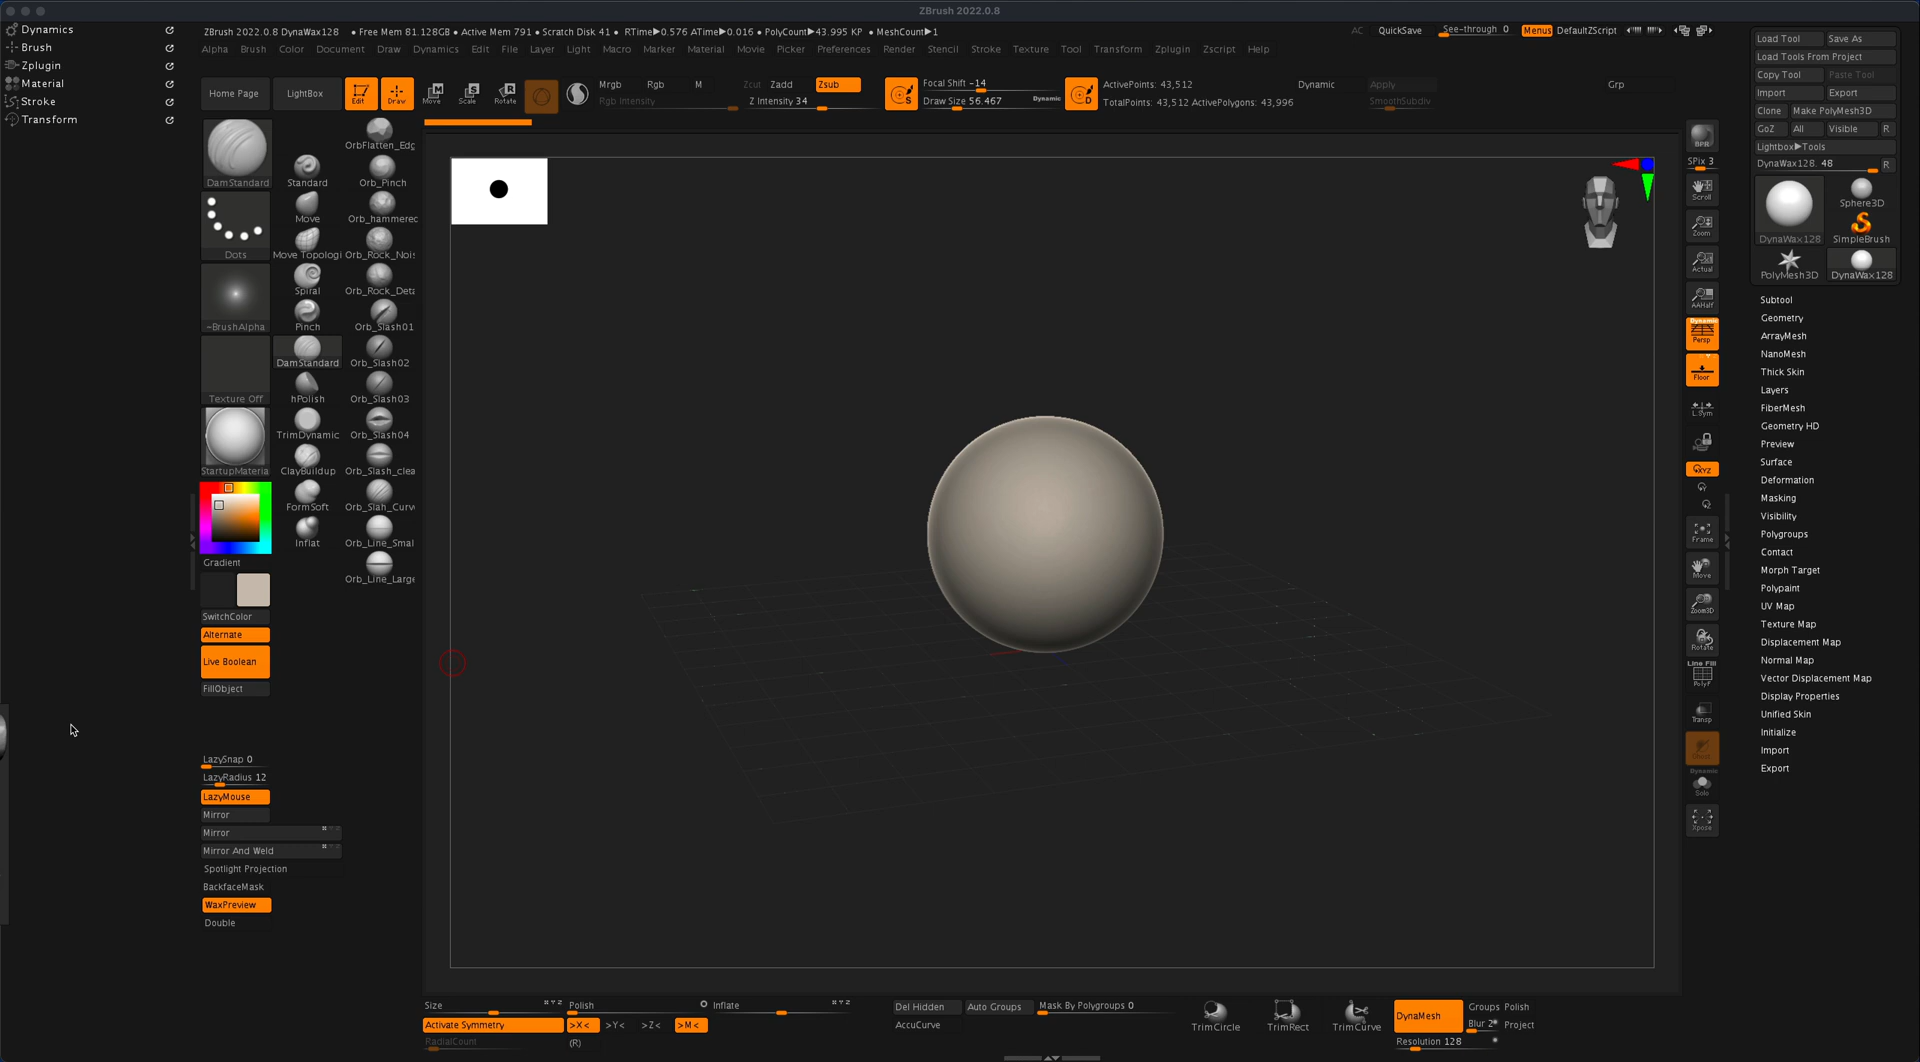 ZBrush 2022.0.8
Dynamics
Brush
Zplugin
Material
Stroke
Transform
ZBrush 2022.0.8 DynaWax128 • Free Mem 81.128GB • Active Mem 791 • Scratch Disk 41 • RTime▶0.576 ATime▶0.016 • PolyCount▶43.995 KP • MeshCount▶1
AC QuickSave See-through 0 Menus DefaultZScript
Alpha Brush Color Document Draw Dynamics Edit File Layer Light Macro Marker Material Movie Picker Preferences Render Stencil Stroke Texture Tool Transform Zplugin Zscript Help
Home Page LightBox Edit Draw Move Scale Rotate
Mrgb Rgb M Zcut Zadd Zsub
Rgb Intensity Z Intensity 34
Focal Shift -14
Draw Size 56.467 Dynamic
ActivePoints: 43,512
TotalPoints: 43,512 ActivePolygons: 43,996
Dynamic Apply
SmoothSubdiv
Grp
DamStandard
Dots
~BrushAlpha
Texture Off
StartupMateria
Gradient
SwitchColor
Alternate
Live Boolean
FillObject
Standard
Move
Move Topologi
Spiral
Pinch
DamStandard
hPolish
TrimDynamic
ClayBuildup
FormSoft
Inflat
OrbFlatten_Edg
Orb_Pinch
Orb_hammered
Orb_Rock_Nois
Orb_Rock_Deta
Orb_Slash01
Orb_Slash02
Orb_Slash03
Orb_Slash04
Orb_Slash_clea
Orb_Slah_Curv
Orb_Line_Smal
Orb_Line_Large
LazySnap 0
LazyRadius 12
LazyMouse
Mirror
Mirror
Mirror And Weld
Spotlight Projection
BackfaceMask
WaxPreview
Double
BPR
SPix 3
Scroll
Zoom
Actual
AAHalf
Dynamic
Persp
Floor
L.Sym
XYZ
Frame
Move
Zoom3D
Rotate
Line Fill
PolyF
Transp
Ghost
Dynamic
Solo
Xpose
Load Tool Save As
Load Tools From Project
Copy Tool Paste Tool
Import Export
Clone Make PolyMesh3D
GoZ All Visible R
Lightbox▶Tools
DynaWax128. 48 R
DynaWax128
Sphere3D
SimpleBrush
PolyMesh3D
DynaWax128
Subtool
Geometry
ArrayMesh
NanoMesh
Thick Skin
Layers
FiberMesh
Geometry HD
Preview
Surface
Deformation
Masking
Visibility
Polygroups
Contact
Morph Target
Polypaint
UV Map
Texture Map
Displacement Map
Normal Map
Vector Displacement Map
Display Properties
Unified Skin
Initialize
Import
Export
Size Polish Inflate
Activate Symmetry >X< >Y< >Z< >M<
RadialCount (R)
Del Hidden Auto Groups Mask By Polygroups 0
AccuCurve
TrimCircle TrimRect TrimCurve
DynaMesh
Groups Polish
Blur 2 Project
Resolution 128